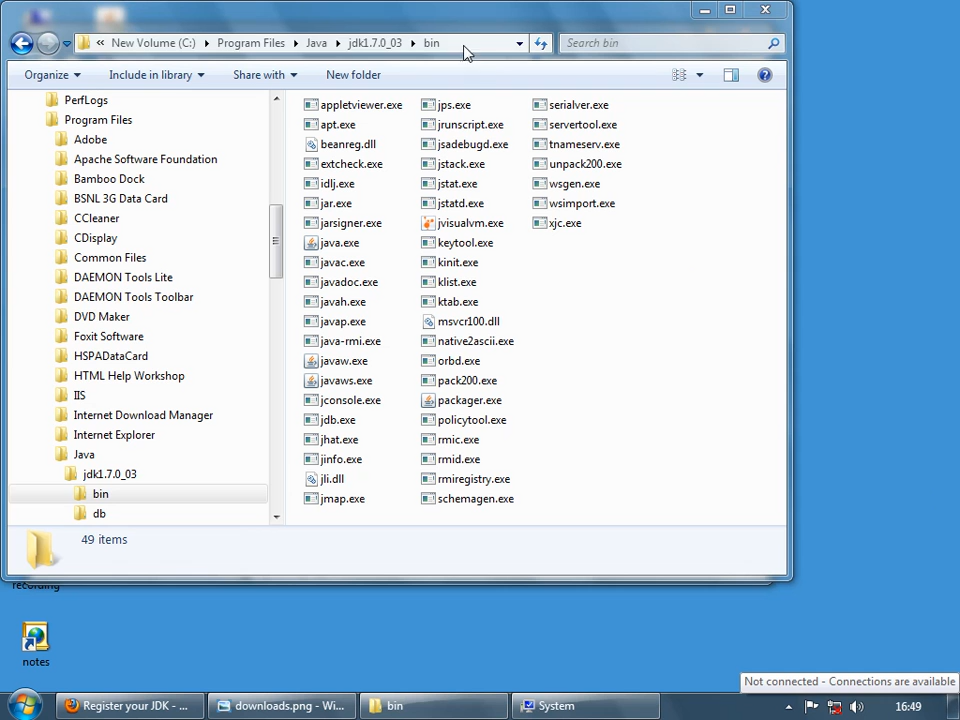 « New Volume (C:) Program Files Java jdk1.7.0_03 bin Search bin
Organize Include in library Share with New folder
PerfLogs
Program Files
Adobe
Apache Software Foundation
Bamboo Dock
BSNL 3G Data Card
CCleaner
CDisplay
Common Files
DAEMON Tools Lite
DAEMON Tools Toolbar
DVD Maker
Foxit Software
HSPADataCard
HTML Help Workshop
IIS
Internet Download Manager
Internet Explorer
Java
jdk1.7.0_03
bin
db
appletviewer.exe
apt.exe
beanreg.dll
extcheck.exe
idlj.exe
jar.exe
jarsigner.exe
java.exe
javac.exe
javadoc.exe
javah.exe
javap.exe
java-rmi.exe
javaw.exe
javaws.exe
jconsole.exe
jdb.exe
jhat.exe
jinfo.exe
jli.dll
jmap.exe
jps.exe
jrunscript.exe
jsadebugd.exe
jstack.exe
jstat.exe
jstatd.exe
jvisualvm.exe
keytool.exe
kinit.exe
klist.exe
ktab.exe
msvcr100.dll
native2ascii.exe
orbd.exe
pack200.exe
packager.exe
policytool.exe
rmic.exe
rmid.exe
rmiregistry.exe
schemagen.exe
serialver.exe
servertool.exe
tnameserv.exe
unpack200.exe
wsgen.exe
wsimport.exe
xjc.exe
49 items
recording
notes
Not connected - Connections are available
Register your JDK - ... downloads.png - Wi... bin System 16:49